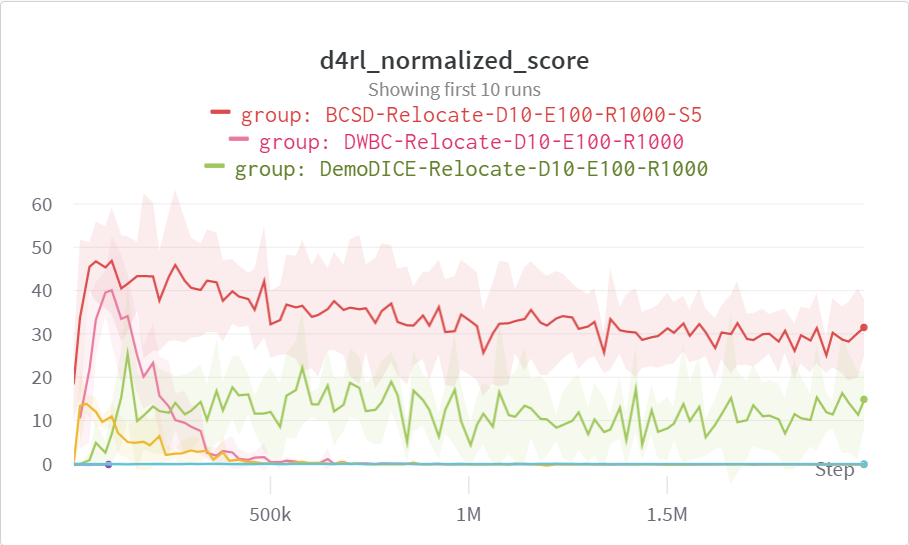 d4rl_normalized_score
Showing first 10 runs
group: BCSD-Relocate-D10-E100-R1000-S5
group: DWBC-Relocate-D10-E100-R1000
group: DemoDICE-Relocate-D10-E100-R1000
60
50
40
30
20
10
0
Step
500k
1M
1.5M